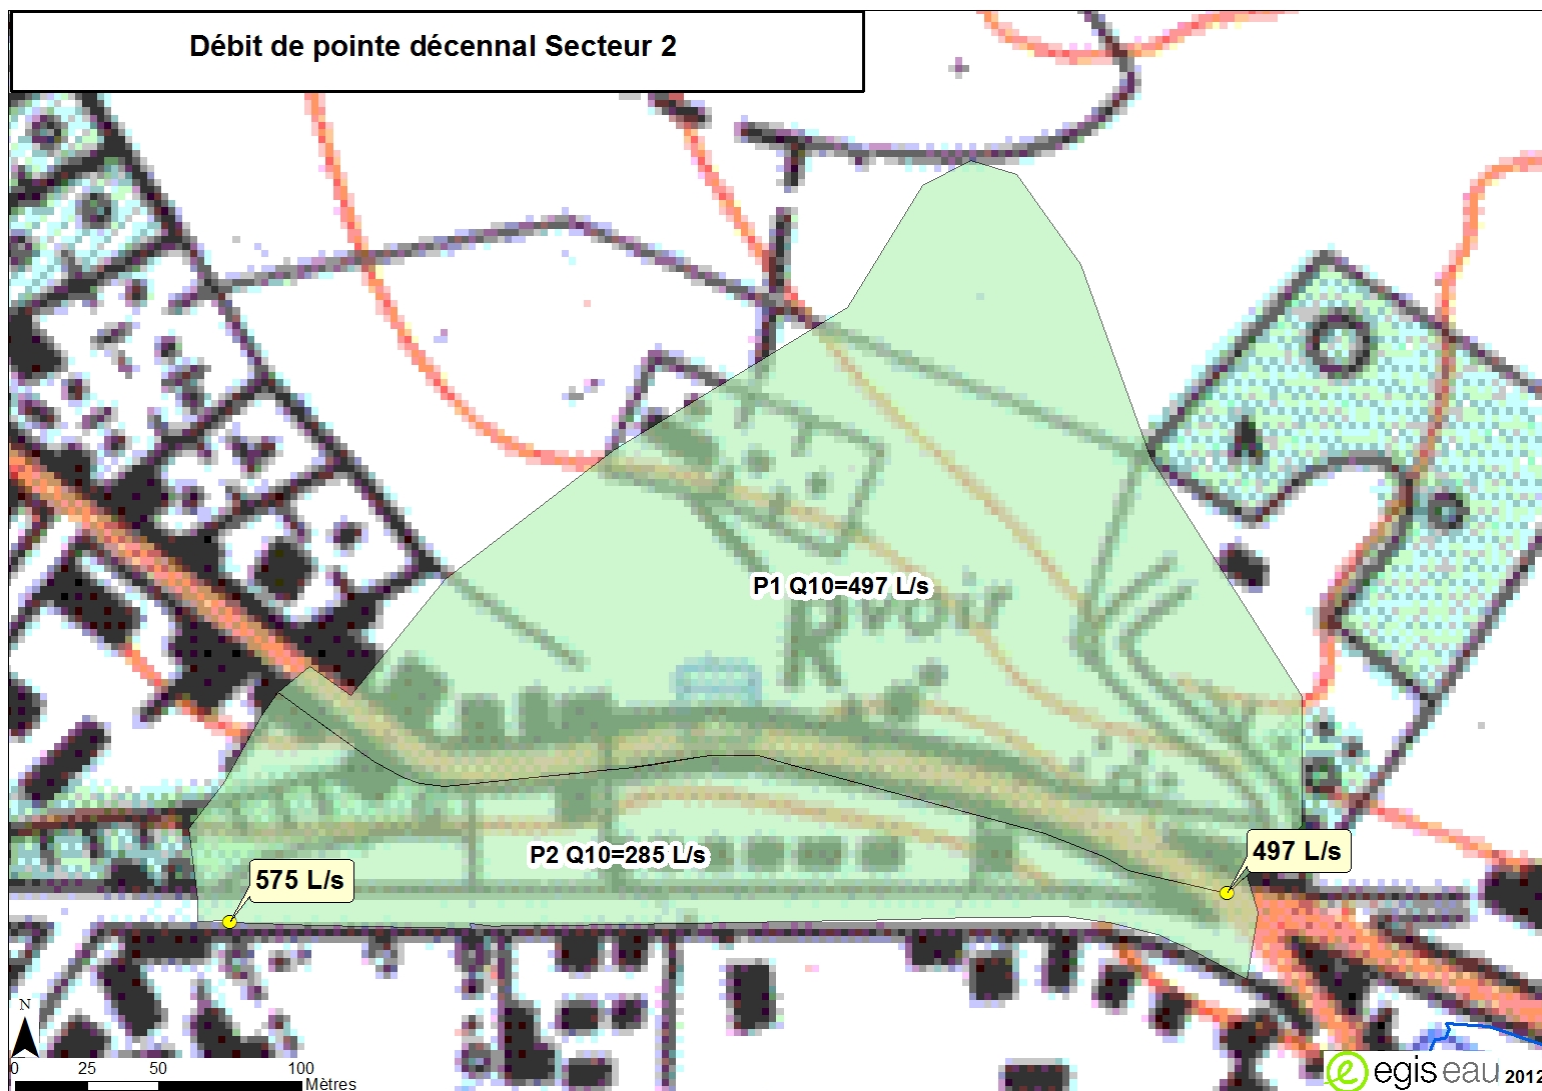 Débit de pointe décennal Secteur 2
P1 Q10=497 L/s
Rvoir
P2 Q10=285 L/s
497 L/s
575 L/s
N
0 25 50 100
Mètres
egis eau 2012